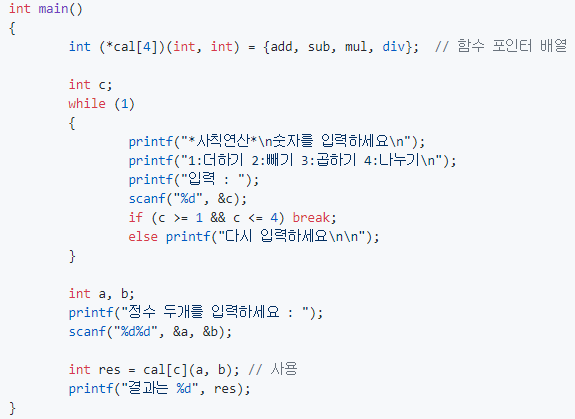 int main()
{
int (*cal[4])(int, int) = {add, sub, mul, div};  // 함수 포인터 배열
int c;
while (1)
{
printf("*사칙연산*\n숫자를 입력하세요\n");
printf("1:더하기 2:빼기 3:곱하기 4:나누기\n");
printf("입력 : ");
scanf("%d", &c);
if (c >= 1 && c <= 4) break;
else printf("다시 입력하세요\n\n");
}
int a, b;
printf("정수 두개를 입력하세요 : ");
scanf("%d%d", &a, &b);
int res = cal[c](a, b); // 사용
printf("결과는 %d", res);
}